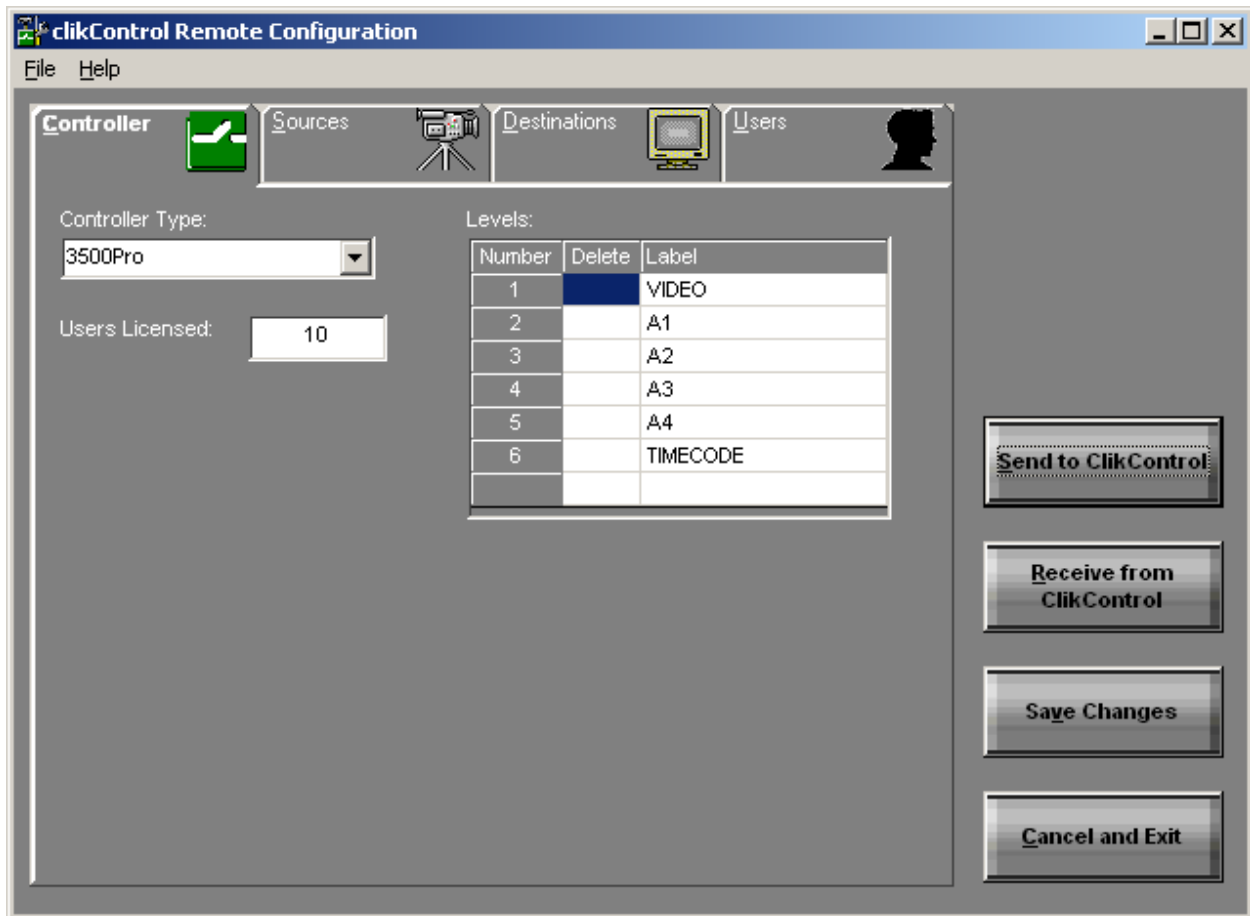 clikControl Remote Configuration
File Help
Controller Sources Destinations Users
Controller Type:
3500Pro
Users Licensed: 10
Levels:
Number Delete Label
1 VIDEO
2 A1
3 A2
4 A3
5 A4
6 TIMECODE
Send to ClikControl
Receive from
ClikControl
Save Changes
Cancel and Exit